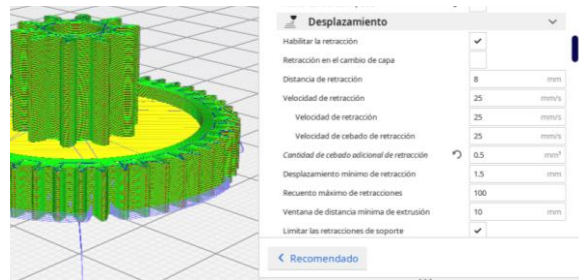 Desplazamiento
Habilitar la retracción
Retracción en el cambio de capa
Distancia de retracción 8 mm
Velocidad de retracción 25 mm/s
Velocidad de retracción 25 mm/s
Velocidad de cebado de retracción 25 mm/s
Cantidad de cebado adicional de retracción 0.5 mm³
Desplazamiento mínimo de retracción 1.5 mm
Recuento máximo de retracciones 100
Ventana de distancia mínima de extrusión 10 mm
Limitar las retracciones de soporte
Recomendado